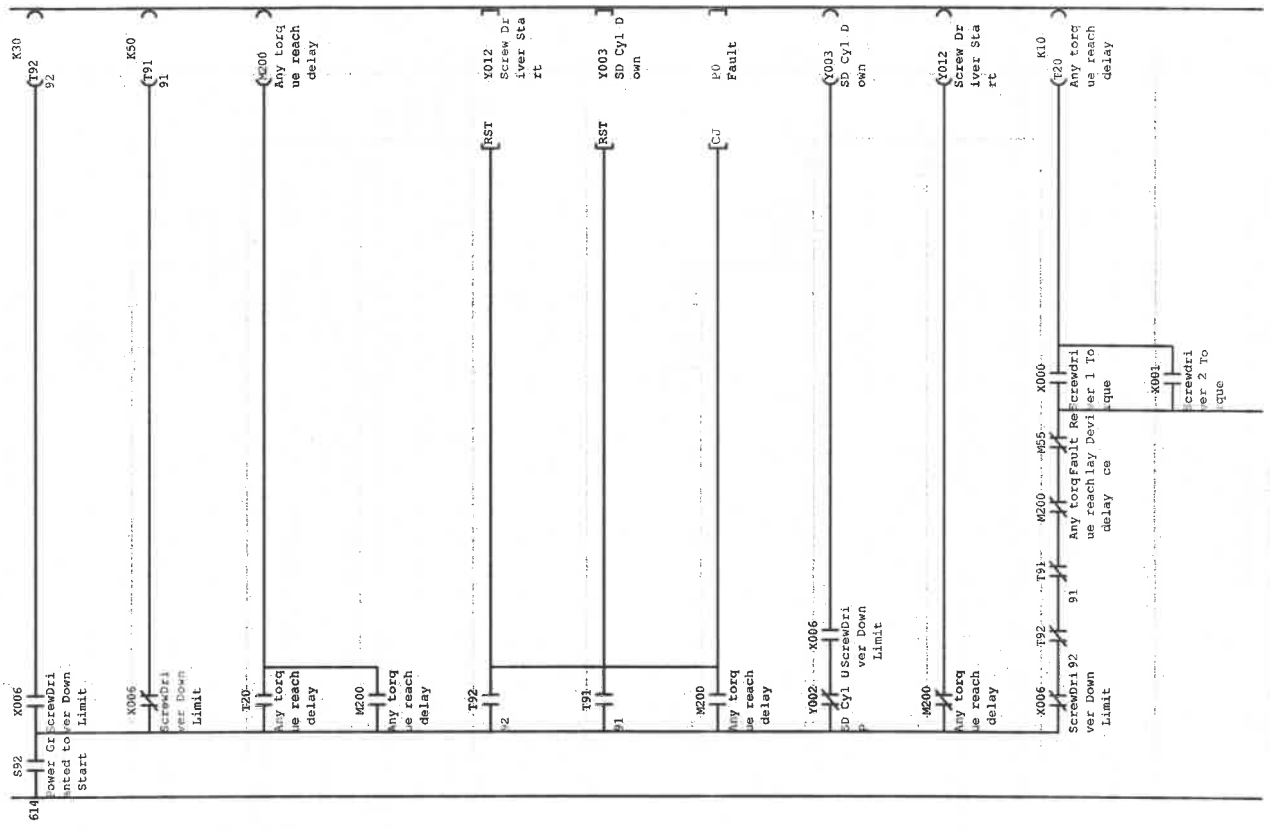 614
S92
Power Gr
anted to
Start
X006
ScrewDri
ver Down
Limit
K30
T92
92
X006
ScrewDri
ver Down
Limit
K50
T91
91
T20
Any torq
ue reach
delay
M200
Any torq
ue reach
delay
M200
Any torq
ue reach
delay
T92
92
RST
Y012
Screw Dr
iver Sta
rt
T91
91
RST
Y003
SD Cyl D
own
M200
Any torq
ue reach
delay
CJ
P0
Fault
Y002
SD Cyl U
P
X006
ScrewDri
ver Down
Limit
Y003
SD Cyl D
own
M200
Any torq
ue reach
delay
Y012
Screw Dr
iver Sta
rt
X006
ScrewDri
ver Down
Limit
T92
92
T91
91
M200
Any torq
ue reach
delay
M55
Fault Re
lay Devi
ce
X000
Screwdri
ver 1 To
rque
K10
T20
Any torq
ue reach
delay
X001
Screwdri
ver 2 To
rque